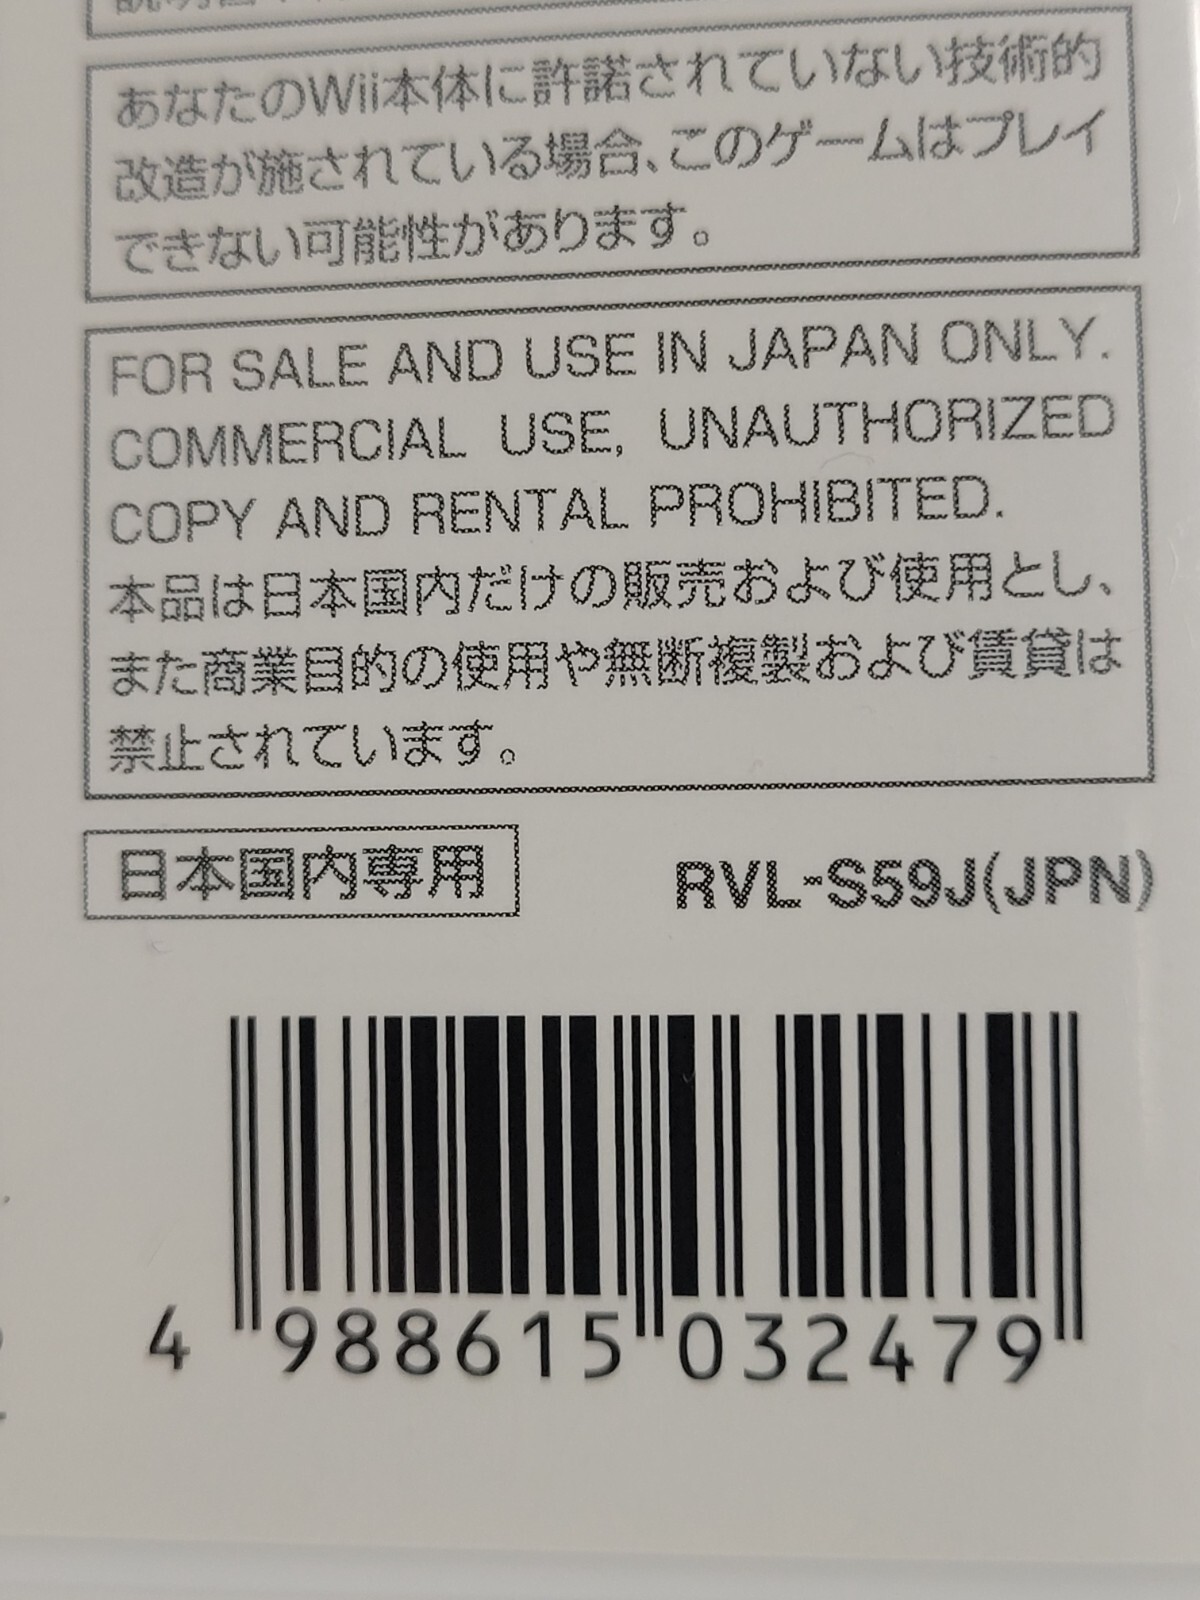 あなたのWii本体に許諾されていない技術的
改造が施されている場合、このゲームはプレイ
できない可能性があります。
FOR SALE AND USE IN JAPAN ONLY.
COMMERCIAL USE, UNAUTHORIZED
COPY AND RENTAL PROHIBITED.
本品は日本国内だけの販売および使用とし、
また商業目的の使用や無断複製および賃貸は
禁止されています。
日本国内専用 RVL-S59J(JPN)
4 988615 032479